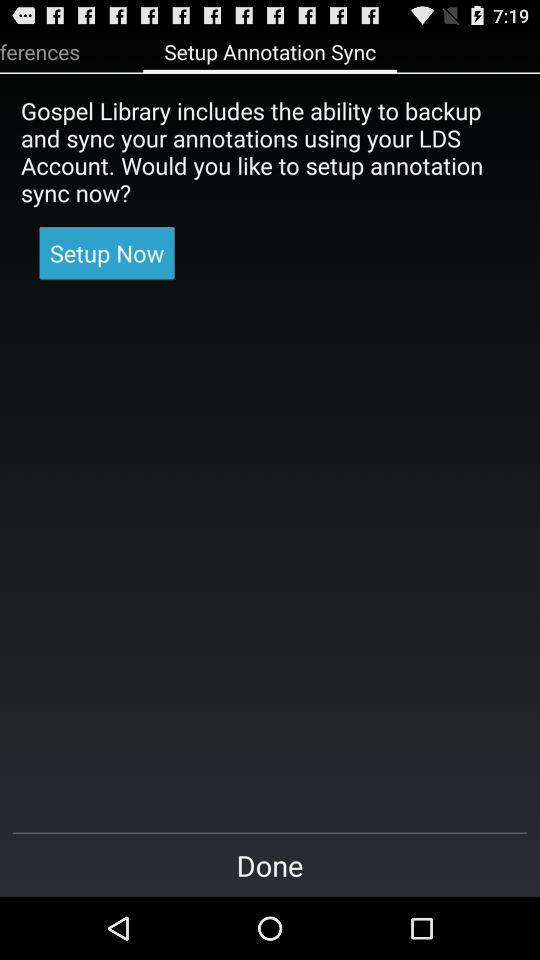 7:19
ferences
Setup Annotation Sync
Gospel Library includes the ability to backup
and sync your annotations using your LDS
Account. Would you like to setup annotation
sync now?
Setup Now
Done